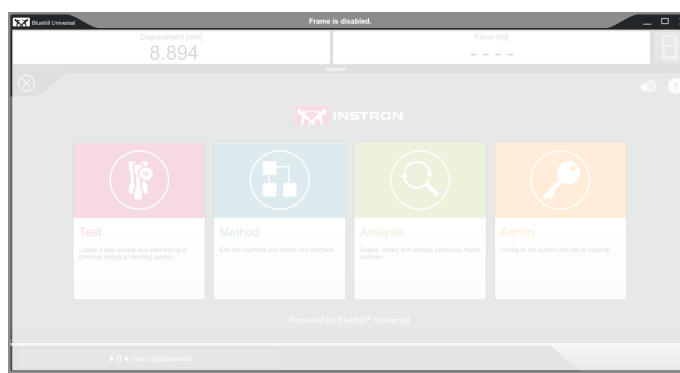 Bluehill Universal
Frame is disabled.
Displacement [mm]
8.894
Force [kN]
- - - -
INSTRON
Test
Create a new sample and start testing or
continue testing an existing sample.
Method
Edit test methods and create new methods.
Analysis
Replay, modify and analyze previously tested
samples.
Admin
Configure the system and set up security.
Powered by Bluehill® Universal
0 Zero Displacement